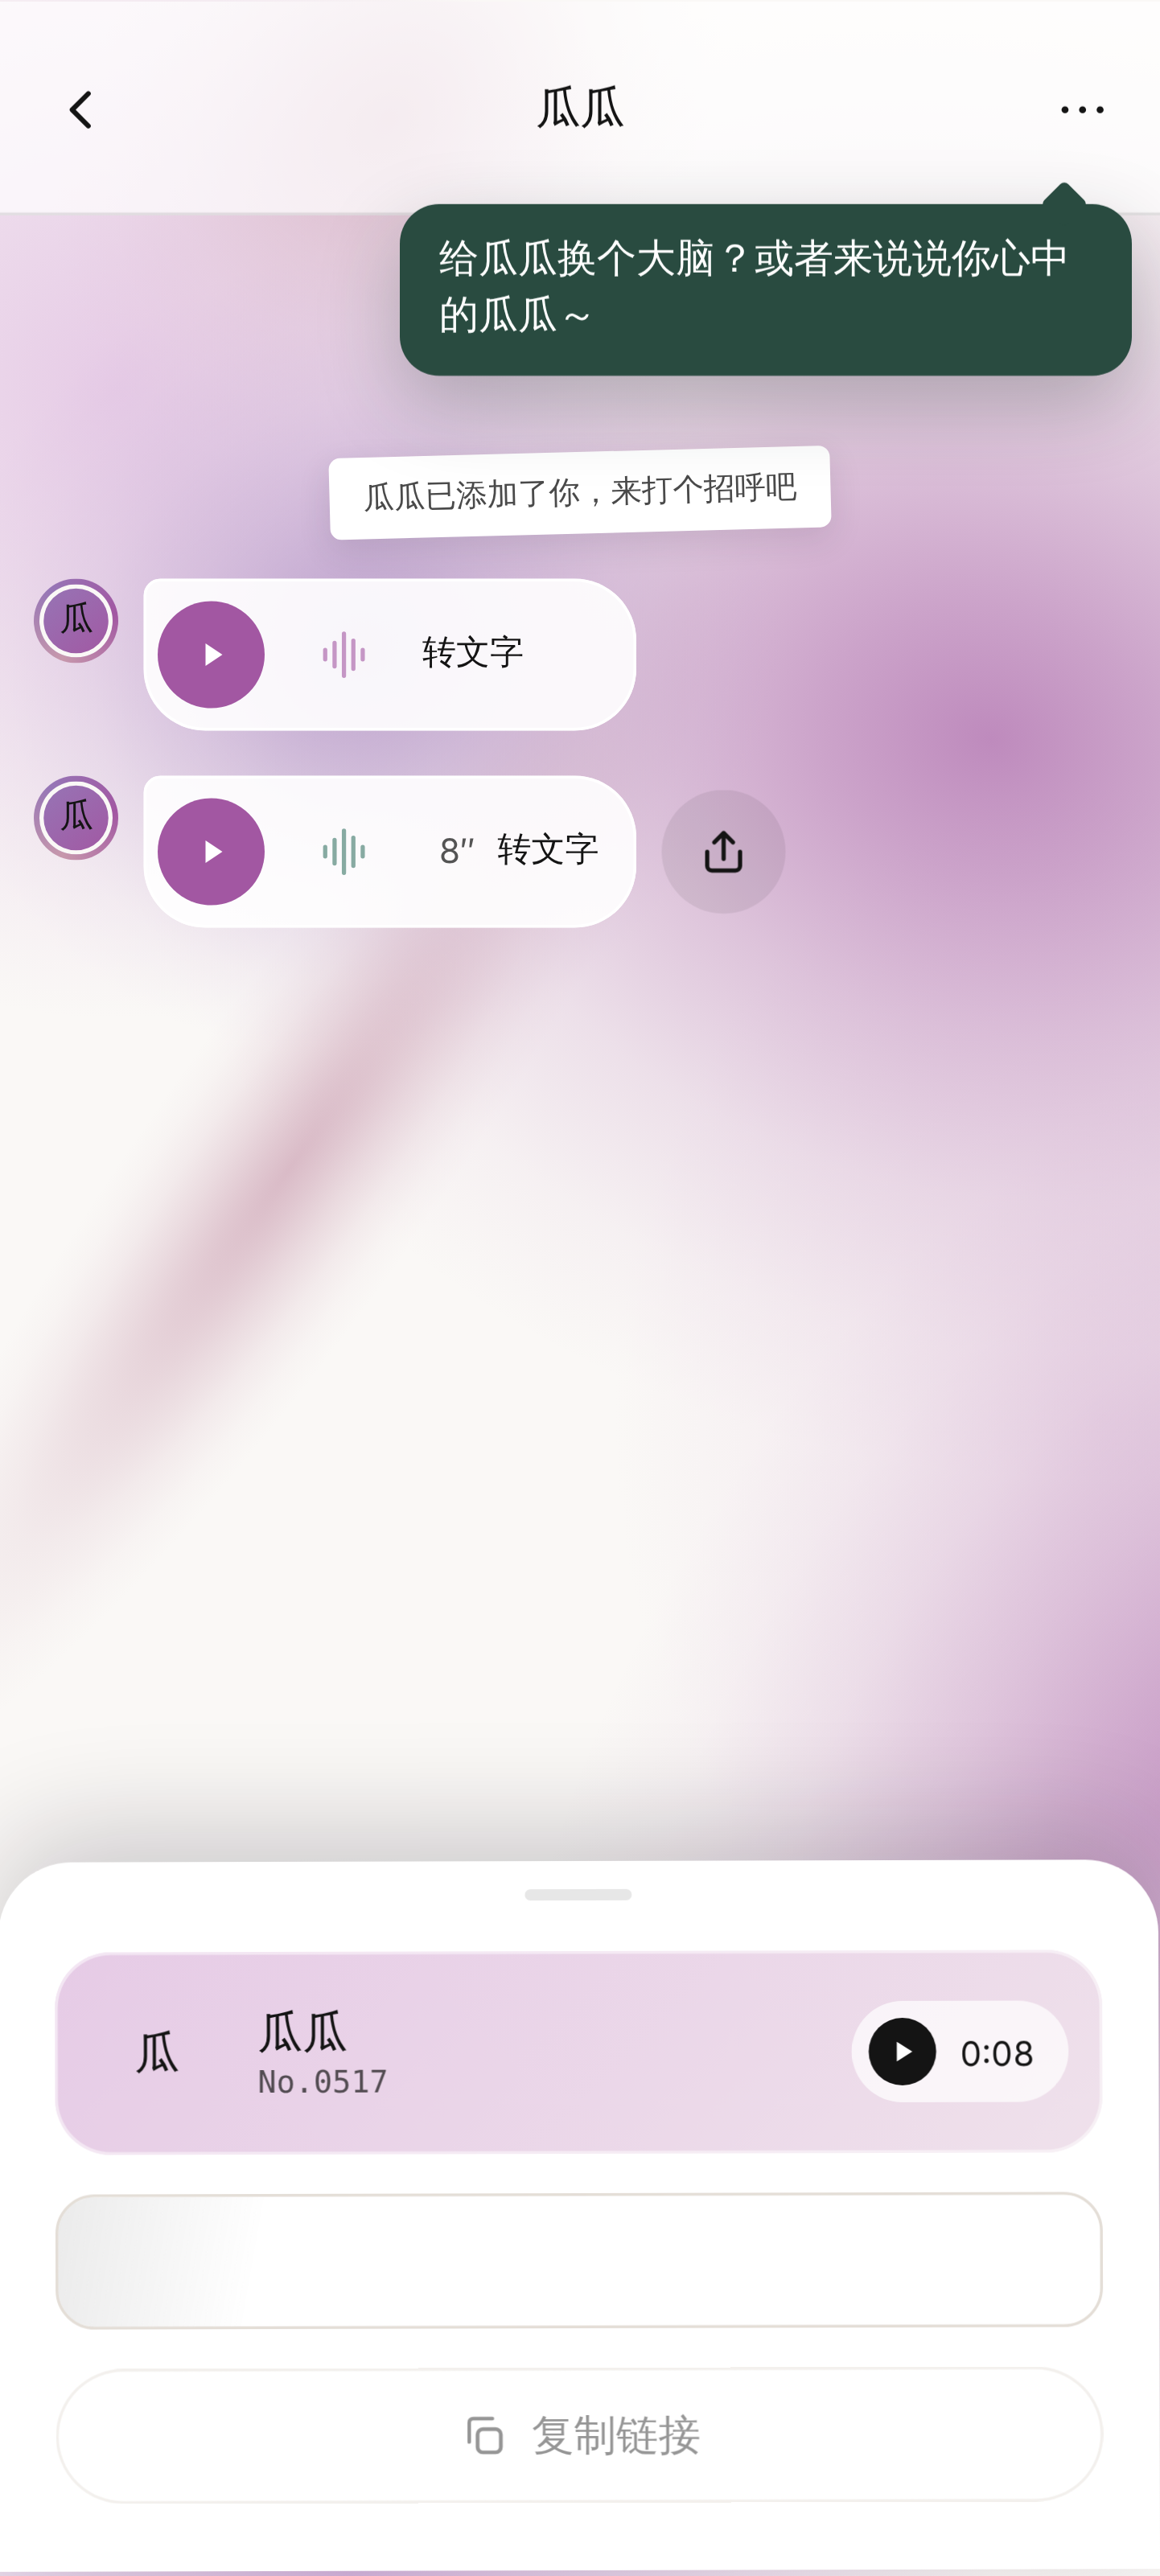 瓜瓜
给瓜瓜换个大脑？或者来说说你心中
的瓜瓜～
瓜瓜已添加了你，来打个招呼吧
瓜
转文字
瓜
8″ 转文字
瓜
瓜瓜
No.0517
0:08
复制链接